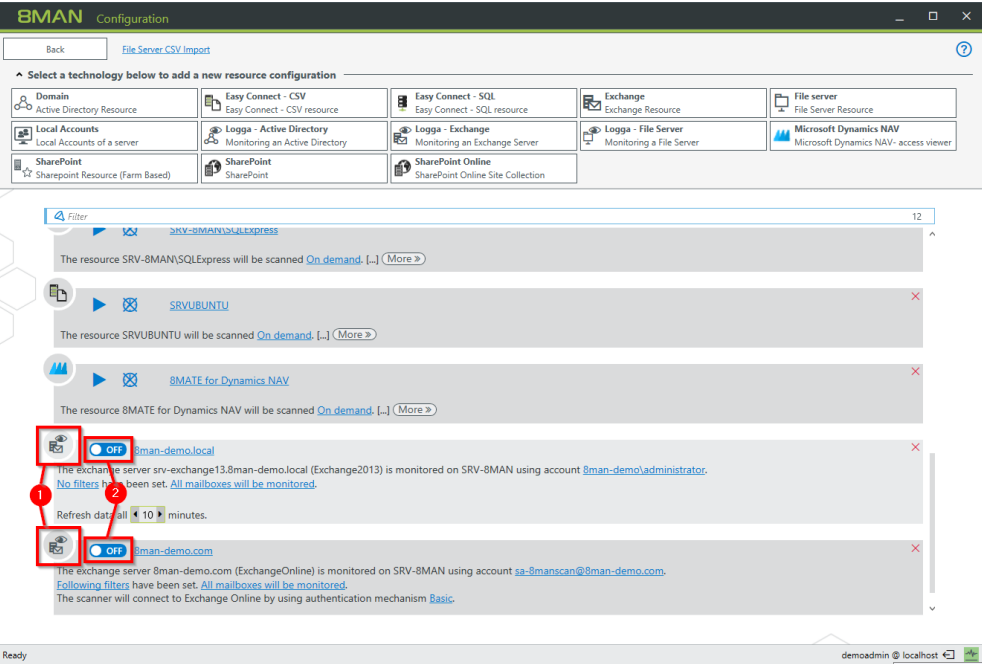 8MAN Configuration
Back
File Server CSV Import
Select a technology below to add a new resource configuration
Domain
Active Directory Resource
Easy Connect - CSV
Easy Connect - CSV resource
Easy Connect - SQL
Easy Connect - SQL resource
Exchange
Exchange Resource
File server
File Server Resource
Local Accounts
Local Accounts of a server
Logga - Active Directory
Monitoring an Active Directory
Logga - Exchange
Monitoring an Exchange Server
Logga - File Server
Monitoring a File Server
Microsoft Dynamics NAV
Microsoft Dynamics NAV- access viewer
SharePoint
Sharepoint Resource (Farm Based)
SharePoint
SharePoint
SharePoint Online
SharePoint Online Site Collection
Filter 12
SRV-8MAN\SQLExpress
The resource SRV-8MAN\SQLExpress will be scanned On demand. [...] More »
SRVUBUNTU
The resource SRVUBUNTU will be scanned On demand. [...] More »
8MATE for Dynamics NAV
The resource 8MATE for Dynamics NAV will be scanned On demand. [...] More »
OFF 8man-demo.local
The exchange server srv-exchange13.8man-demo.local (Exchange2013) is monitored on SRV-8MAN using account 8man-demo\administrator.
No filters have been set. All mailboxes will be monitored.
1 2
Refresh data all 10 minutes.
OFF 8man-demo.com
The exchange server 8man-demo.com (ExchangeOnline) is monitored on SRV-8MAN using account sa-8manscan@8man-demo.com.
Following filters have been set. All mailboxes will be monitored.
The scanner will connect to Exchange Online by using authentication mechanism Basic.
Ready
demoadmin @ localhost